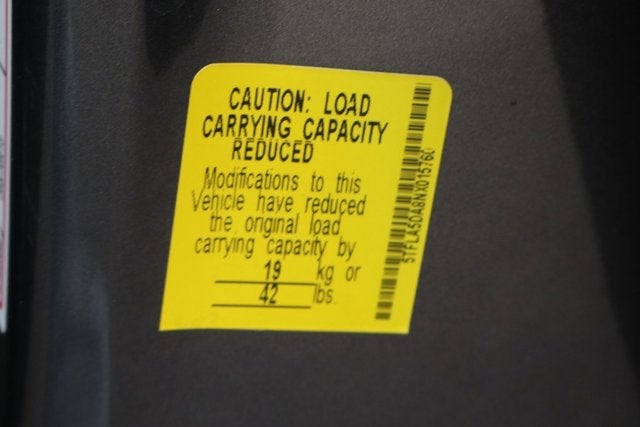 CAUTION: LOAD
CARRYING CAPACITY
REDUCED
Modifications to this
Vehicle have reduced
the original load
carrying capacity by
19 kg or
42 lbs.
5TFLA5DA8NX015760